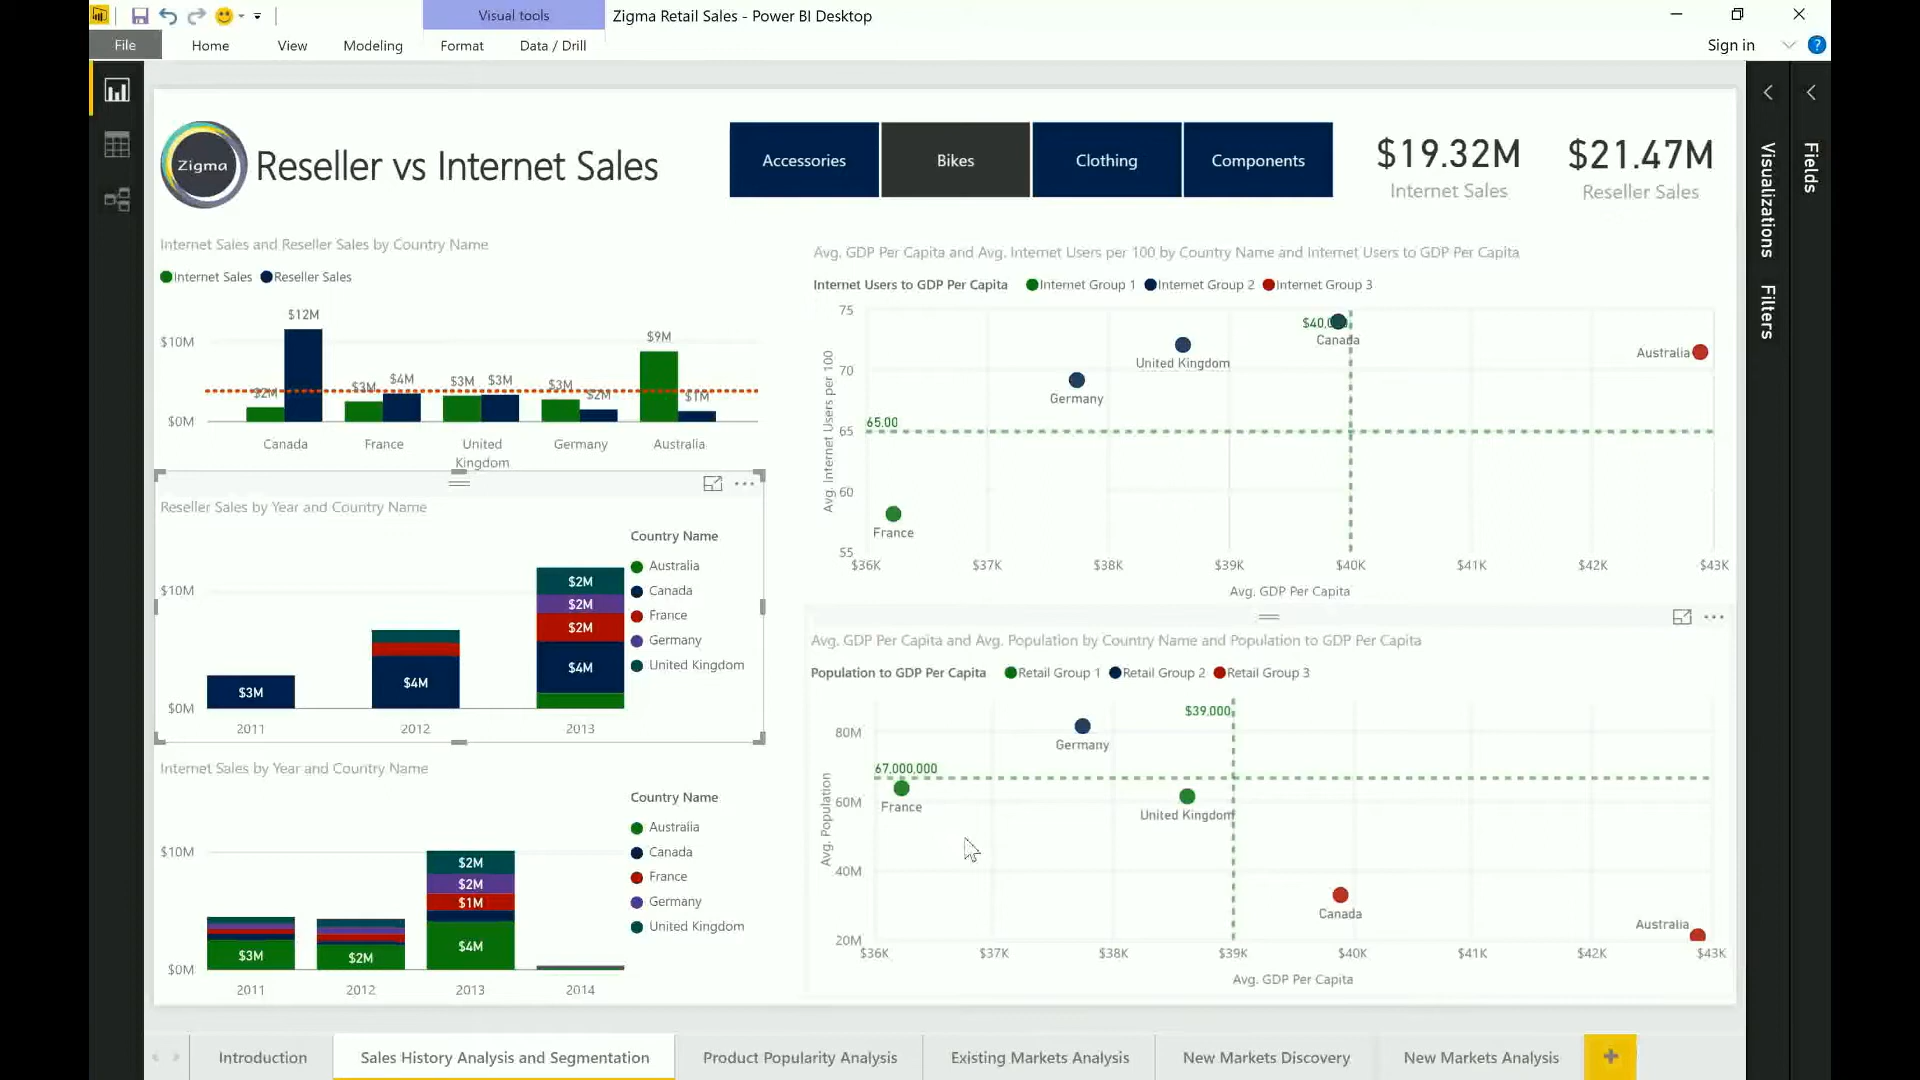 Visual tools
Zigma Retail Sales - Power BI Desktop
File Home View Modeling Format Data / Drill Sign in ?
Zigma
Reseller vs Internet Sales
Accessories Bikes Clothing Components
$19.32M
Internet Sales
$21.47M
Reseller Sales
Visualizations
Filters
Fields
Internet Sales and Reseller Sales by Country Name
Internet Sales Reseller Sales
$12M
$9M
$10M
$2M $3M $4M $3M $3M $3M $2M $1M
$0M
Canada France United Kingdom Germany Australia
Avg. GDP Per Capita and Avg. Internet Users per 100 by Country Name and Internet Users to GDP Per Capita
Internet Users to GDP Per Capita Internet Group 1 Internet Group 2 Internet Group 3
Avg. Internet Users per 100
75
70
65
60
55
65.00
Canada
United Kingdom
Germany
France
Australia
$36K $37K $38K $39K $40K $41K $42K $43K
Avg. GDP Per Capita
Reseller Sales by Year and Country Name
Country Name
Australia
Canada
France
Germany
United Kingdom
$10M
$0M
$3M
$4M
$2M
$2M
$2M
$4M
2011 2012 2013
Avg. GDP Per Capita and Avg. Population by Country Name and Population to GDP Per Capita
Population to GDP Per Capita Retail Group 1 Retail Group 2 Retail Group 3
Avg. Population
80M
60M
40M
20M
$39,000
67,000,000
Germany
France
United Kingdom
Canada
Australia
$36K $37K $38K $39K $40K $41K $42K $43K
Avg. GDP Per Capita
Internet Sales by Year and Country Name
Country Name
Australia
Canada
France
Germany
United Kingdom
$10M
$0M
$3M
$2M
$2M
$2M
$1M
$4M
2011 2012 2013 2014
Introduction Sales History Analysis and Segmentation Product Popularity Analysis Existing Markets Analysis New Markets Discovery New Markets Analysis +